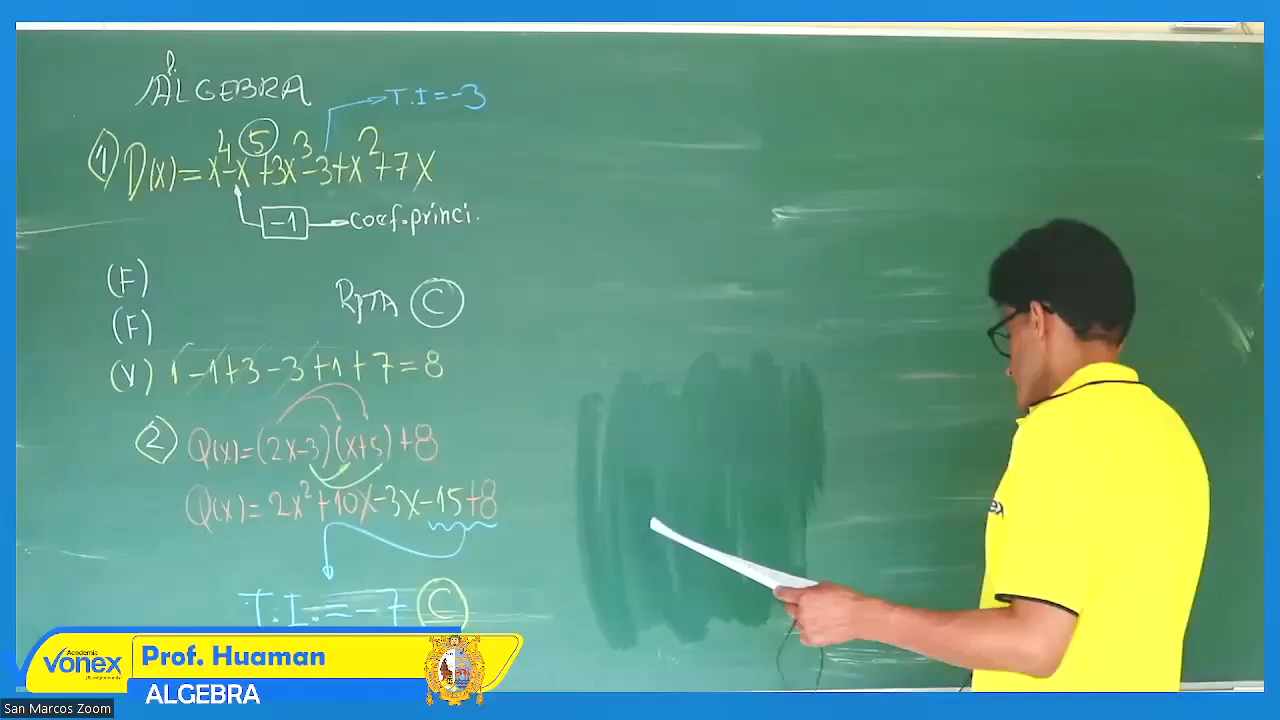 ÁLGEBRA
T.I=-3
① P(x)=x⁴-x⁵+3x³-3+x²+7x
-1 → coef.princi.
(F)
(F)
RPTA Ⓒ
(V) 1-1+3-3+1+7=8
② Q(x)=(2x-3)(x+5)+8
Q(x)=2x²+10x-3x-15+8
T.I.=-7 Ⓒ
Academia
vonex
Prof. Huaman
ALGEBRA
San Marcos Zoom